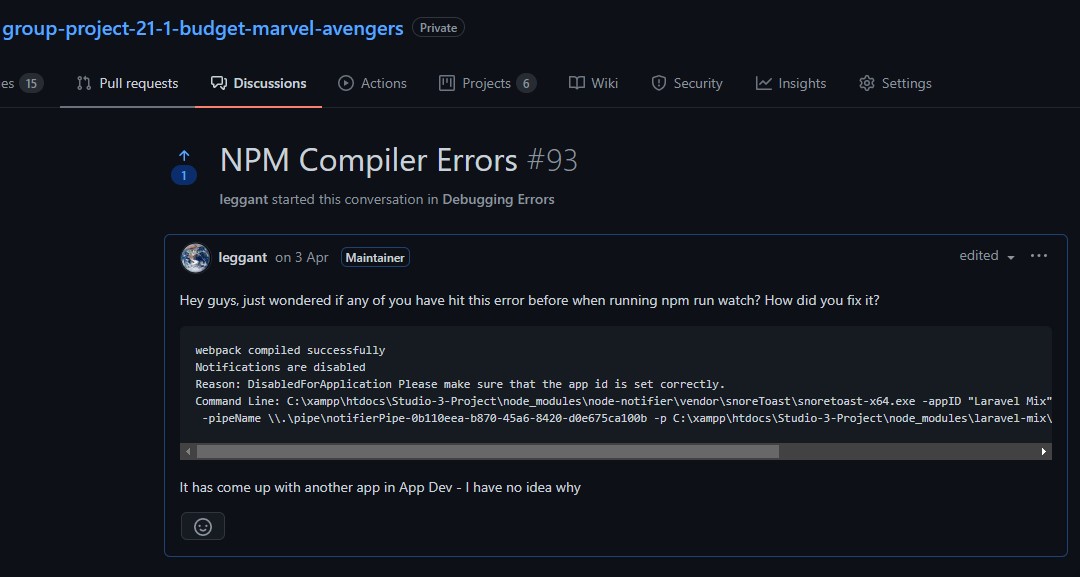 group-project-21-1-budget-marvel-avengers Private
es 15 Pull requests Discussions Actions Projects 6 Wiki Security Insights Settings
1 NPM Compiler Errors #93
leggant started this conversation in Debugging Errors
leggant on 3 Apr Maintainer edited
Hey guys, just wondered if any of you have hit this error before when running npm run watch? How did you fix it?
webpack compiled successfully
Notifications are disabled
Reason: DisabledForApplication Please make sure that the app id is set correctly.
Command Line: C:\xampp\htdocs\Studio-3-Project\node_modules\node-notifier\vendor\snoreToast\snoretoast-x64.exe -appID "Laravel Mix"
-pipeName \\.\pipe\notifierPipe-0b110eea-b870-45a6-8420-d0e675ca100b -p C:\xampp\htdocs\Studio-3-Project\node_modules\laravel-mix\
It has come up with another app in App Dev - I have no idea why